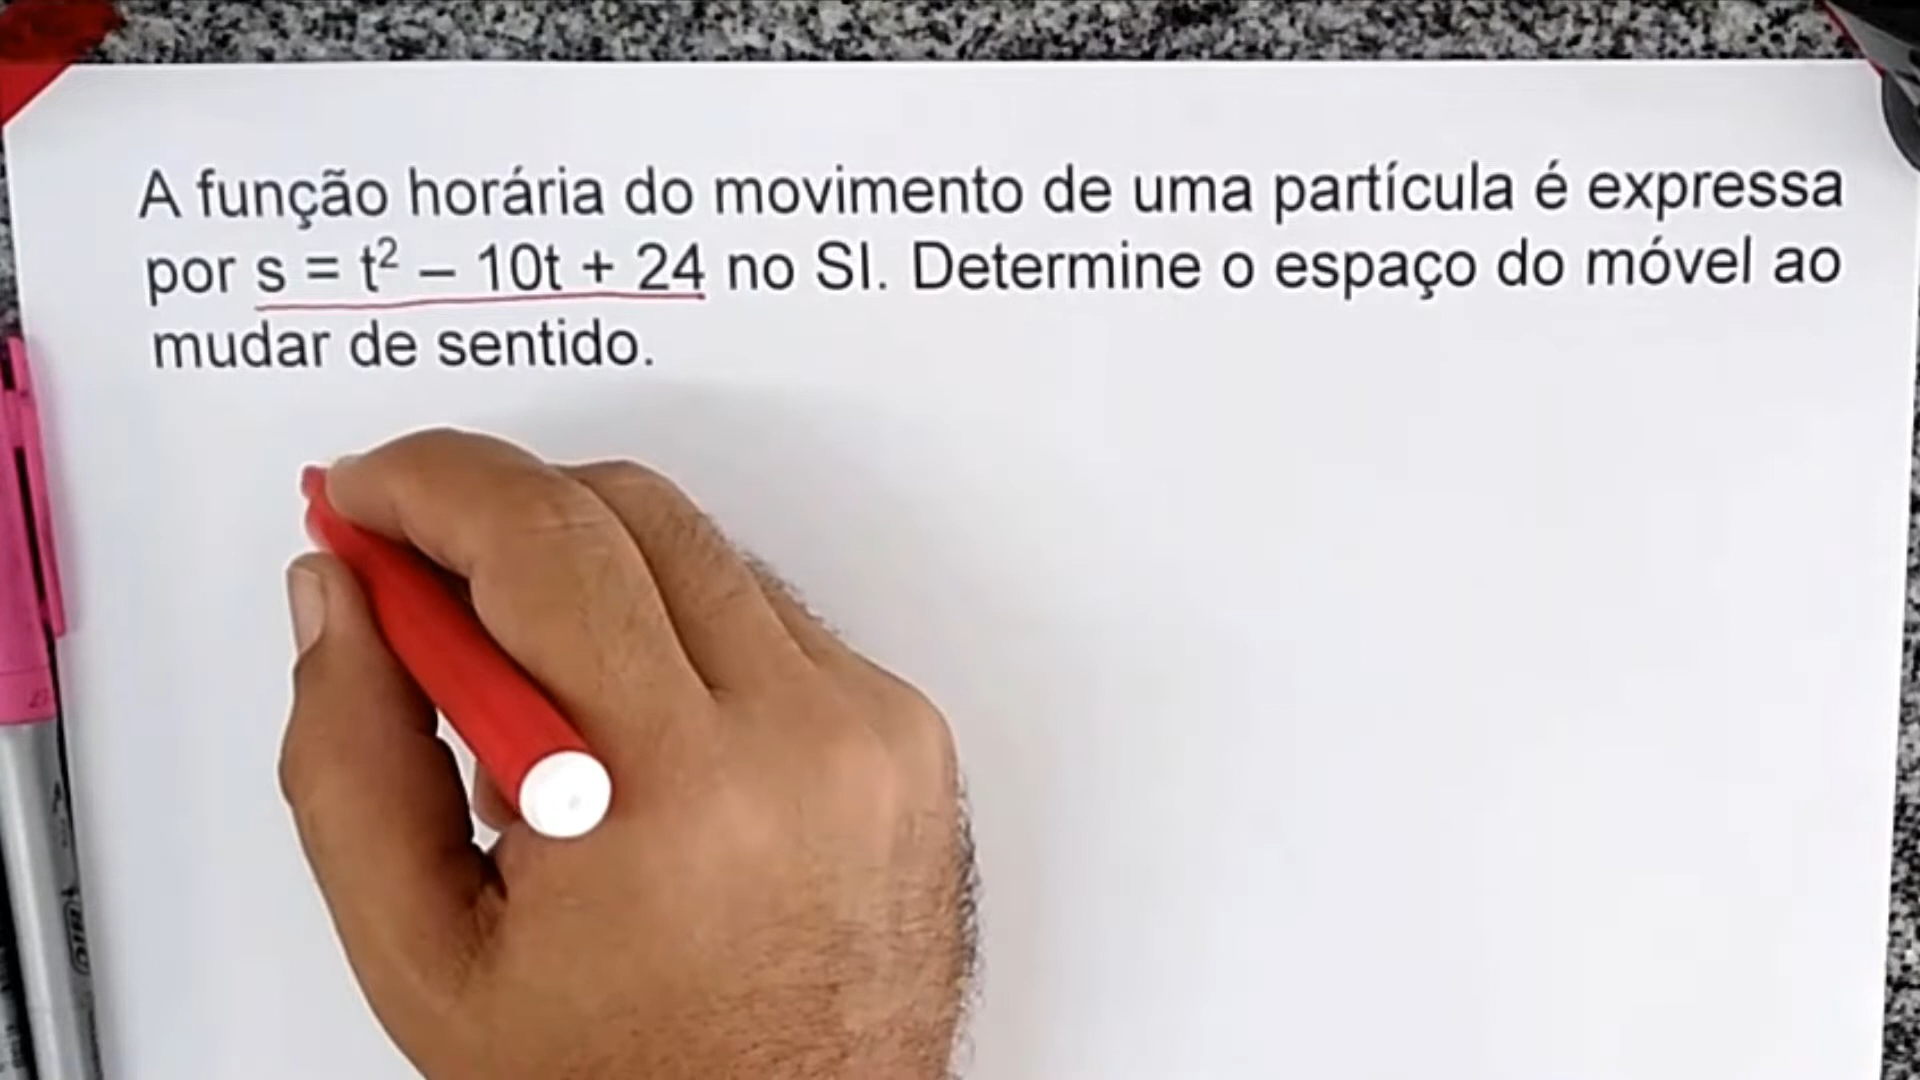 A função horária do movimento de uma partícula é expressa
por s = t² – 10t + 24 no SI. Determine o espaço do móvel ao
mudar de sentido.
BIC